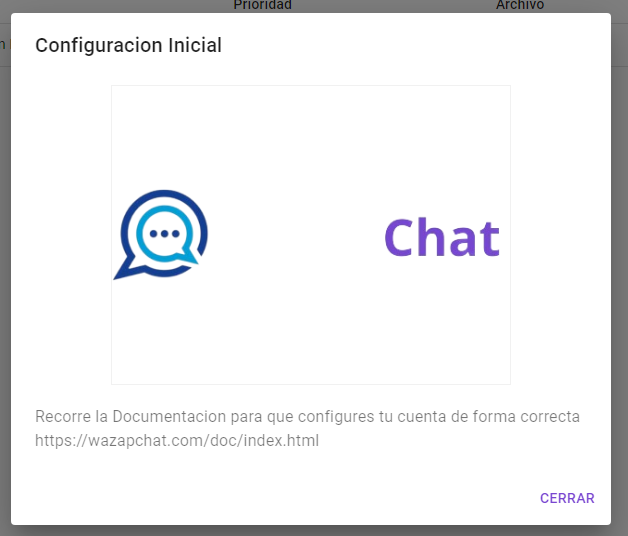 Prioridad Archivo
Configuracion Inicial
Chat
Recorre la Documentacion para que configures tu cuenta de forma correcta
https://wazapchat.com/doc/index.html
CERRAR